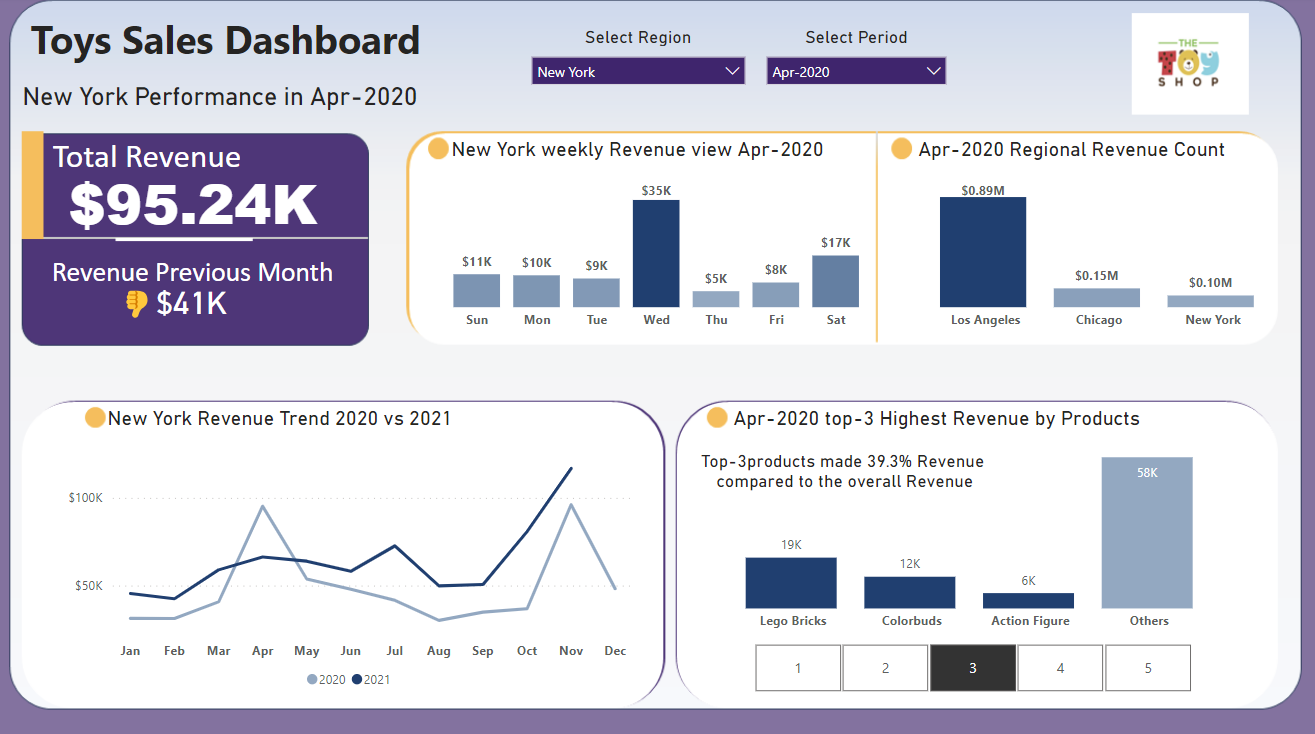 Toys Sales Dashboard
Select Region
Select Period
New York
Apr-2020
THE
TOY
SHOP
New York Performance in Apr-2020
Total Revenue
$95.24K
Revenue Previous Month
$41K
New York weekly Revenue view Apr-2020
$11K
$10K
$9K
$35K
$5K
$8K
$17K
Sun
Mon
Tue
Wed
Thu
Fri
Sat
Apr-2020 Regional Revenue Count
$0.89M
$0.15M
$0.10M
Los Angeles
Chicago
New York
New York Revenue Trend 2020 vs 2021
$100K
$50K
Jan
Feb
Mar
Apr
May
Jun
Jul
Aug
Sep
Oct
Nov
Dec
2020
2021
Apr-2020 top-3 Highest Revenue by Products
Top-3products made 39.3% Revenue
compared to the overall Revenue
19K
12K
6K
58K
Lego Bricks
Colorbuds
Action Figure
Others
1
2
3
4
5